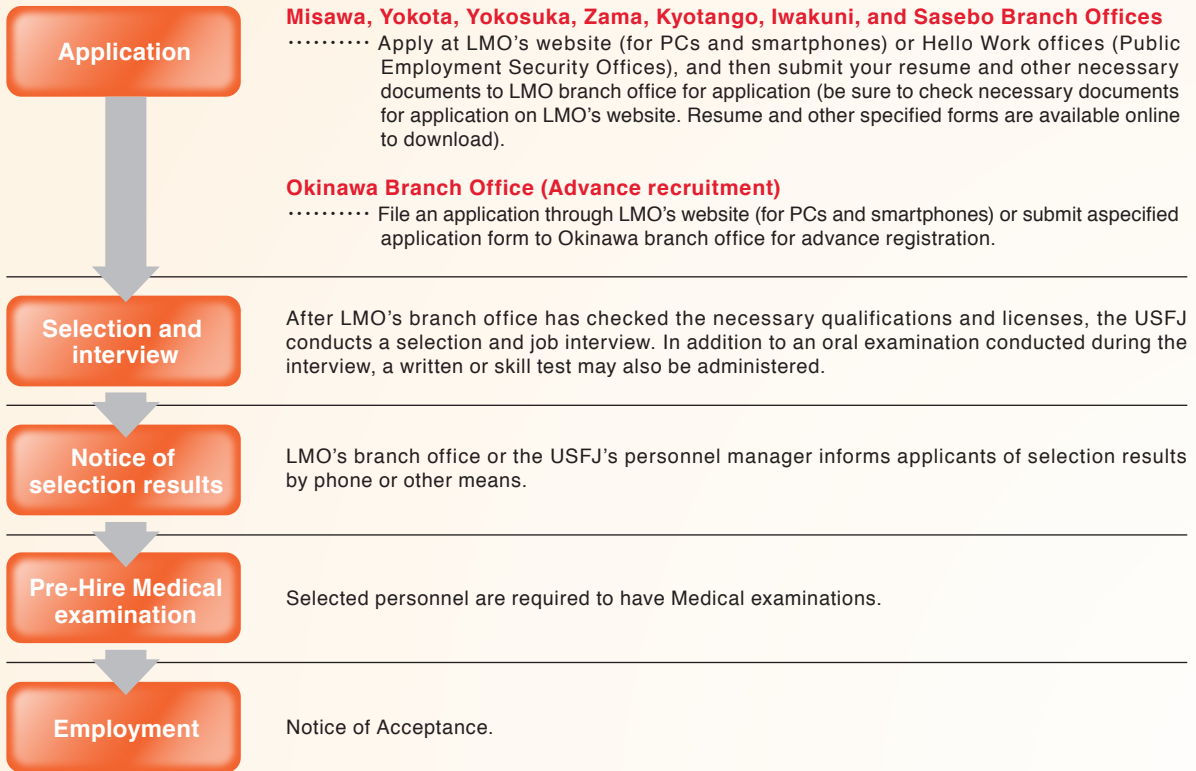 Application
Misawa, Yokota, Yokosuka, Zama, Kyotango, Iwakuni, and Sasebo Branch Offices
·········· Apply at LMO's website (for PCs and smartphones) or Hello Work offices (Public
Employment Security Offices), and then submit your resume and other necessary
documents to LMO branch office for application (be sure to check necessary documents
for application on LMO's website. Resume and other specified forms are available online
to download).
Okinawa Branch Office (Advance recruitment)
·········· File an application through LMO's website (for PCs and smartphones) or submit aspecified
application form to Okinawa branch office for advance registration.
Selection and
interview
After LMO's branch office has checked the necessary qualifications and licenses, the USFJ
conducts a selection and job interview. In addition to an oral examination conducted during the
interview, a written or skill test may also be administered.
Notice of
selection results
LMO's branch office or the USFJ's personnel manager informs applicants of selection results
by phone or other means.
Pre-Hire Medical
examination
Selected personnel are required to have Medical examinations.
Employment
Notice of Acceptance.